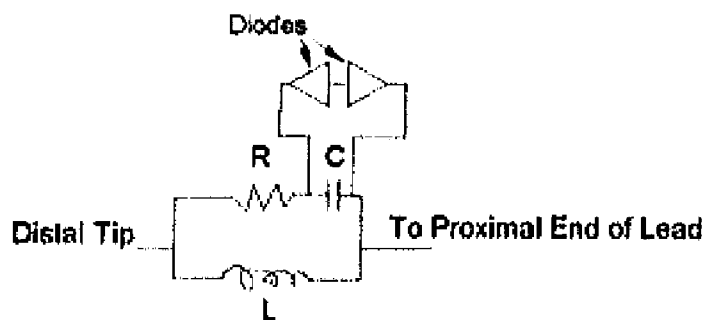 Diodes
R C
Distal Tip
To Proximal End of Lead
L